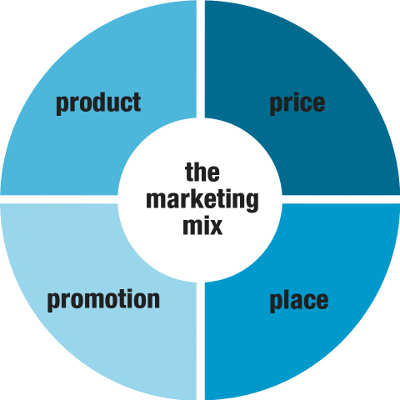 product
price
the
marketing
mix
promotion
place